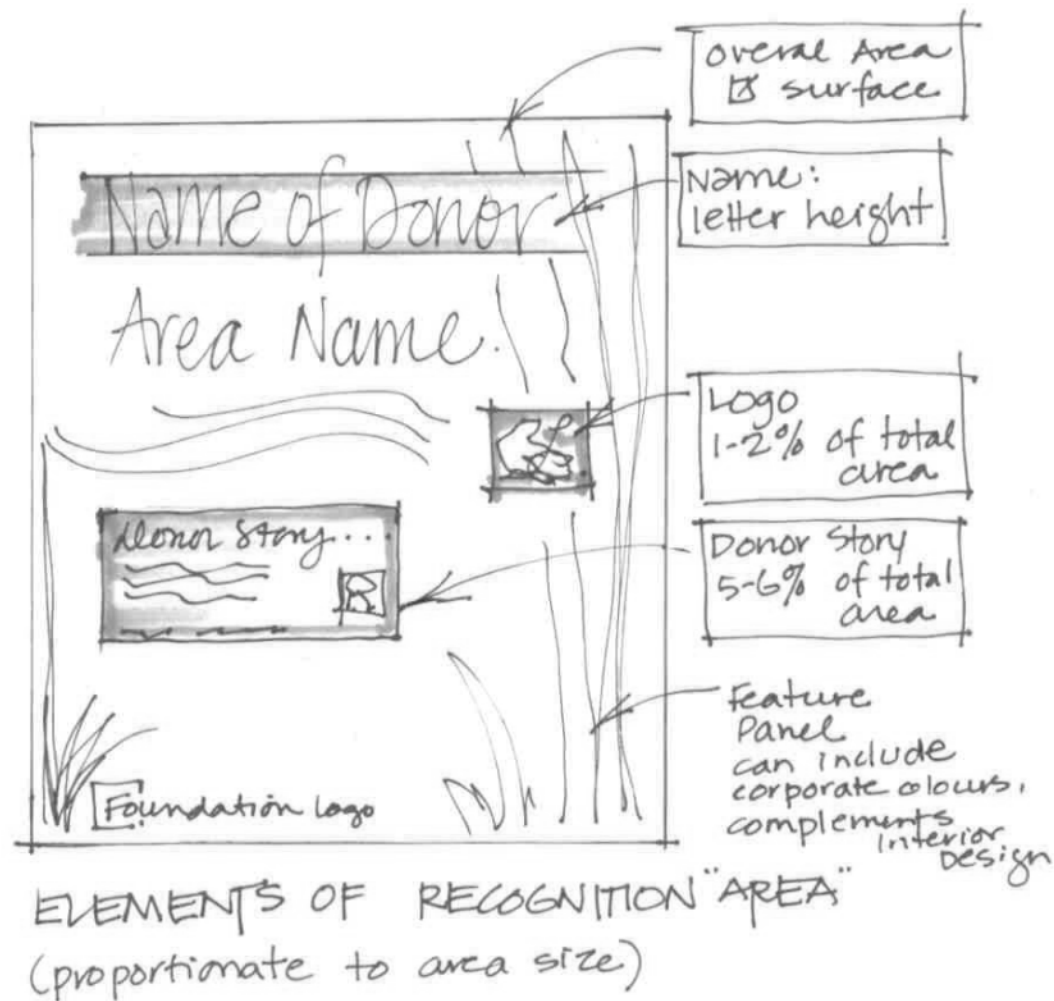 overal Area
☑ surface
Name:
letter height
Name of Donor
Area Name.
Logo
1-2% of total
area
Donor Story...
Donor Story
5-6% of total
area
Feature
Panel
can include
corporate colours,
complements
Interior
Design
Foundation Logo
ELEMENTS OF RECOGNITION "AREA"
(proportionate to area size)